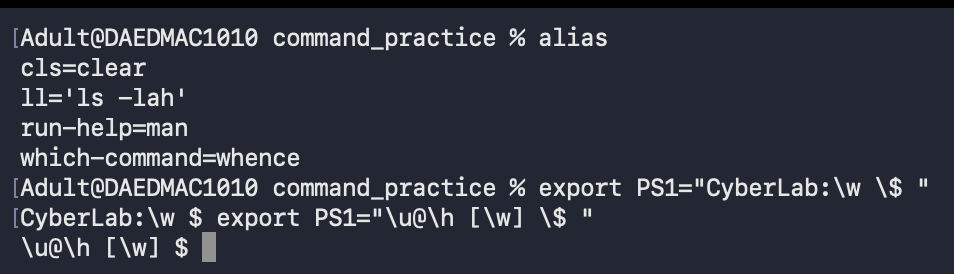 [Adult@DAEDMAC1010 command_practice % alias
cls=clear
ll='ls -lah'
run-help=man
which-command=whence
[Adult@DAEDMAC1010 command_practice % export PS1="CyberLab:\w \$ "
[CyberLab:\w $ export PS1="\u@\h [\w] \$ "
\u@\h [\w] $